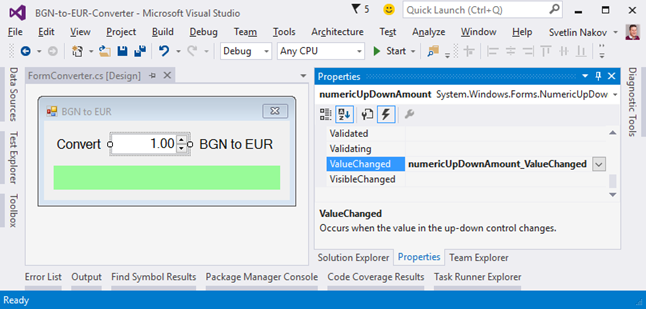 BGN-to-EUR-Converter - Microsoft Visual Studio
5
Quick Launch (Ctrl+Q)
File Edit View Project Build Debug Team Tools Architecture Test Analyze Window Help Svetlin Nakov
Debug Any CPU Start
Data Sources
Test Explorer
Toolbox
FormConverter.cs [Design]
BGN to EUR
Convert 1.00 BGN to EUR
Properties
numericUpDownAmount System.Windows.Forms.NumericUpDow
Validated
Validating
ValueChanged numericUpDownAmount_ValueChanged
VisibleChanged
ValueChanged
Occurs when the value in the up-down control changes.
Solution Explorer Properties Team Explorer
Diagnostic Tools
Error List Output Find Symbol Results Package Manager Console Code Coverage Results Task Runner Explorer
Ready